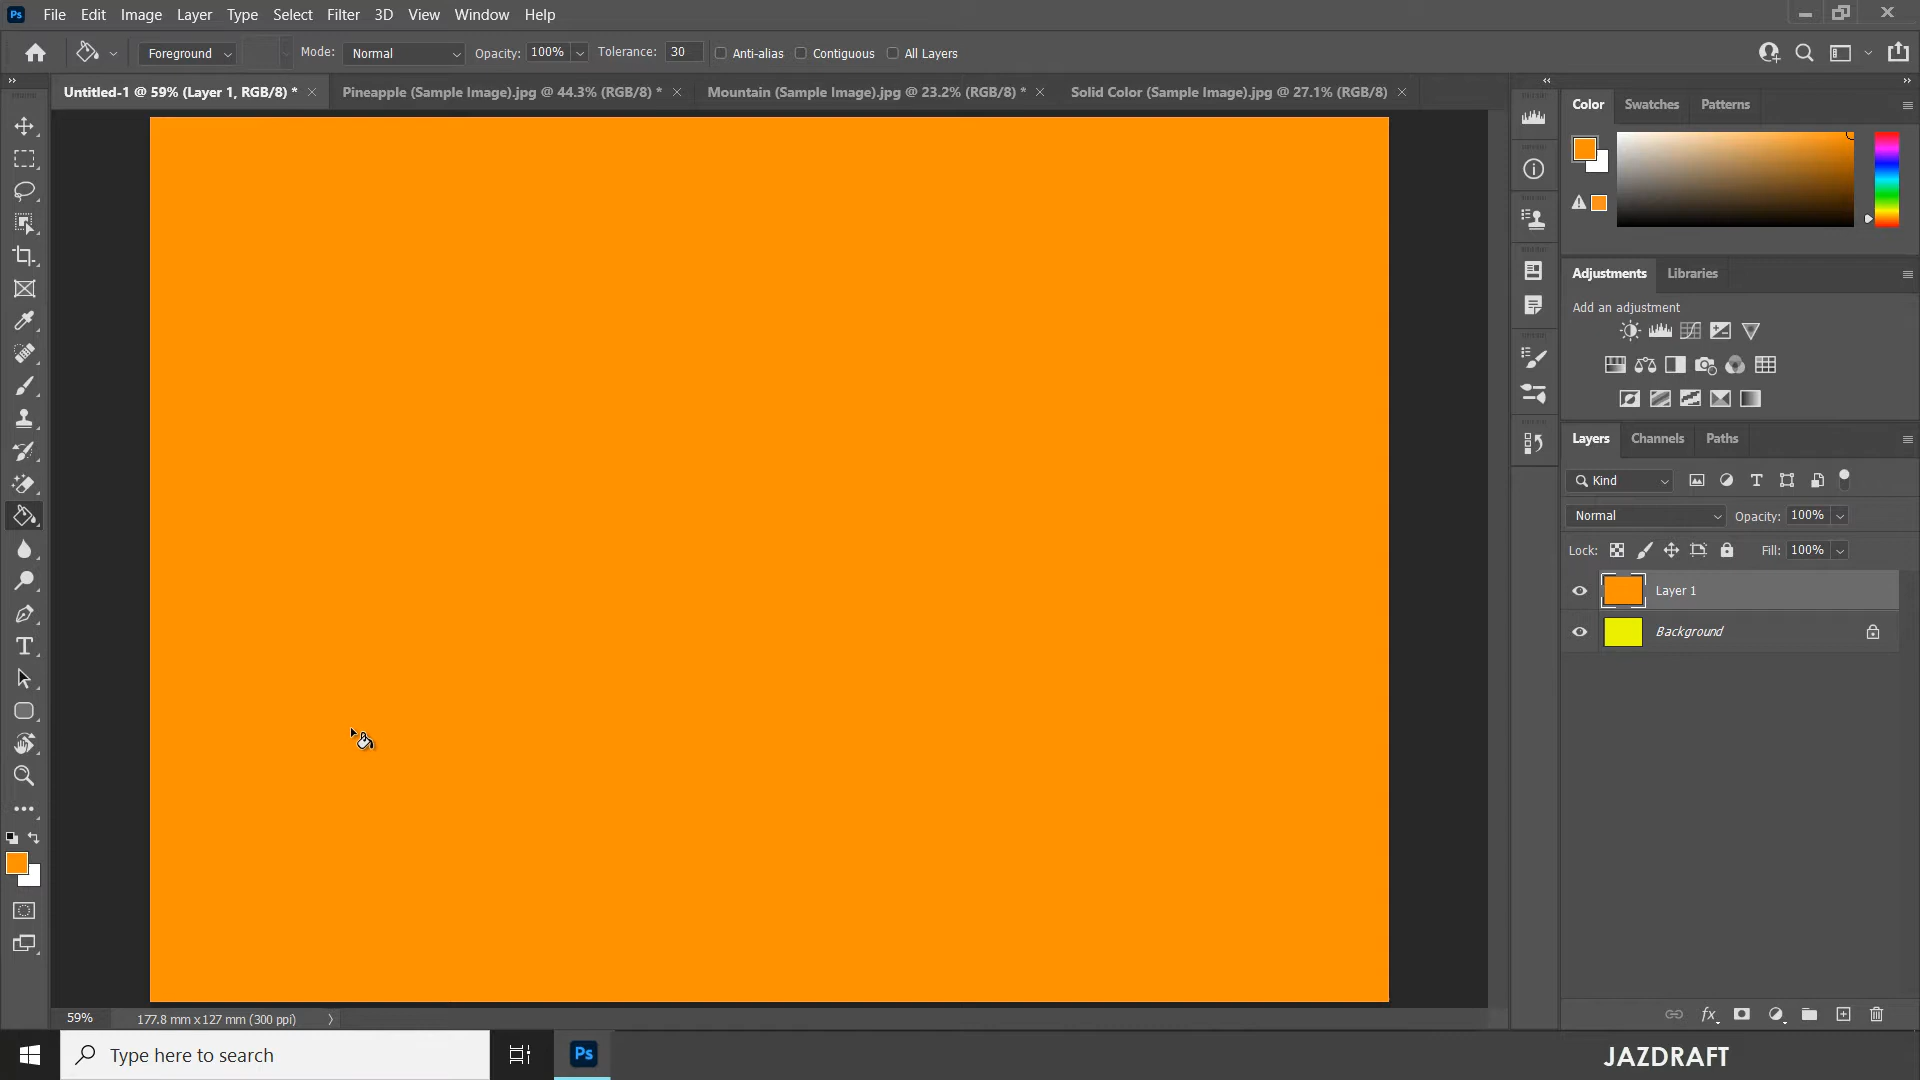 Ps File Edit Image Layer Type Select Filter 3D View Window Help
Foreground Mode: Normal Opacity: 100% Tolerance: 30 Anti-alias Contiguous All Layers
Untitled-1 @ 59% (Layer 1, RGB/8) * Pineapple (Sample Image).jpg @ 44.3% (RGB/8) * Mountain (Sample Image).jpg @ 23.2% (RGB/8) * Solid Color (Sample Image).jpg @ 27.1% (RGB/8)
Color Swatches Patterns
Adjustments Libraries
Add an adjustment
Layers Channels Paths
Kind
Normal Opacity: 100%
Lock: Fill: 100%
Layer 1
Background
59% 177.8 mm x 127 mm (300 ppi)
Type here to search Ps JAZDRAFT